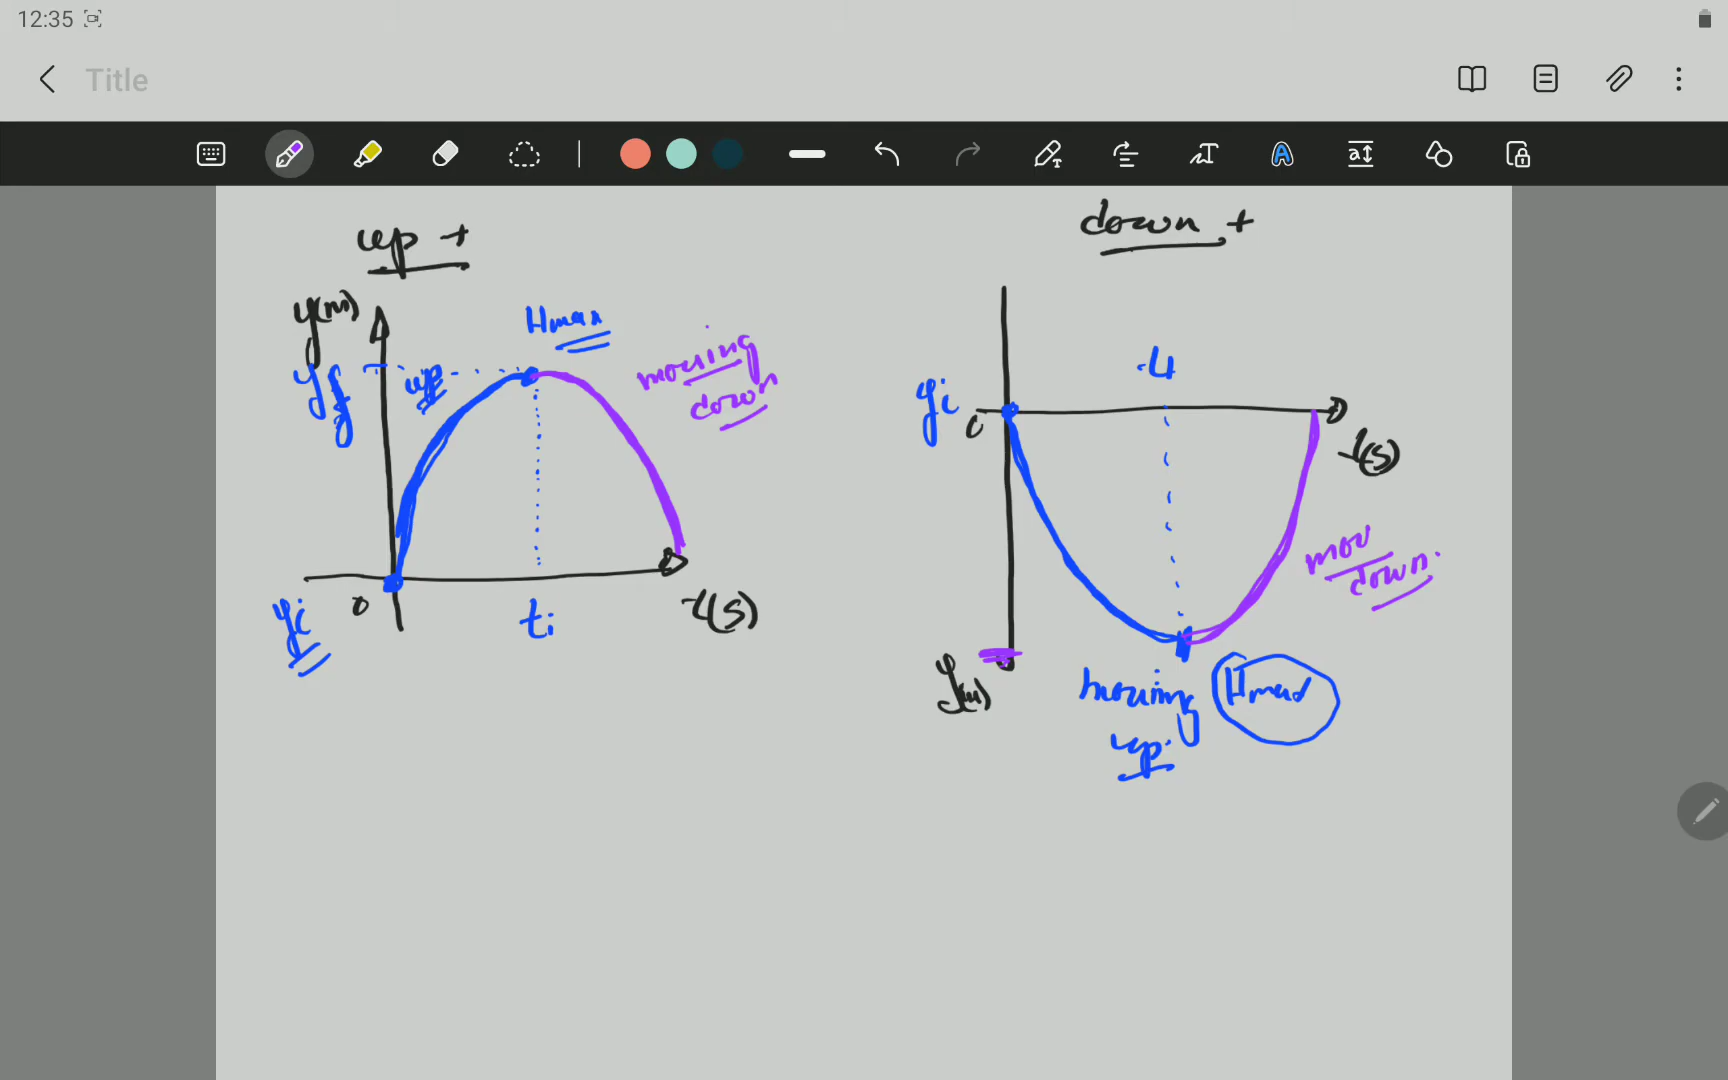 12:35
Title
up +
y(m)
yf
up
Hmax
moving
down
yi
0
ti
t(s)
down +
yi
0
t(s)
mov
down
y(m)
moving
up
Hmax